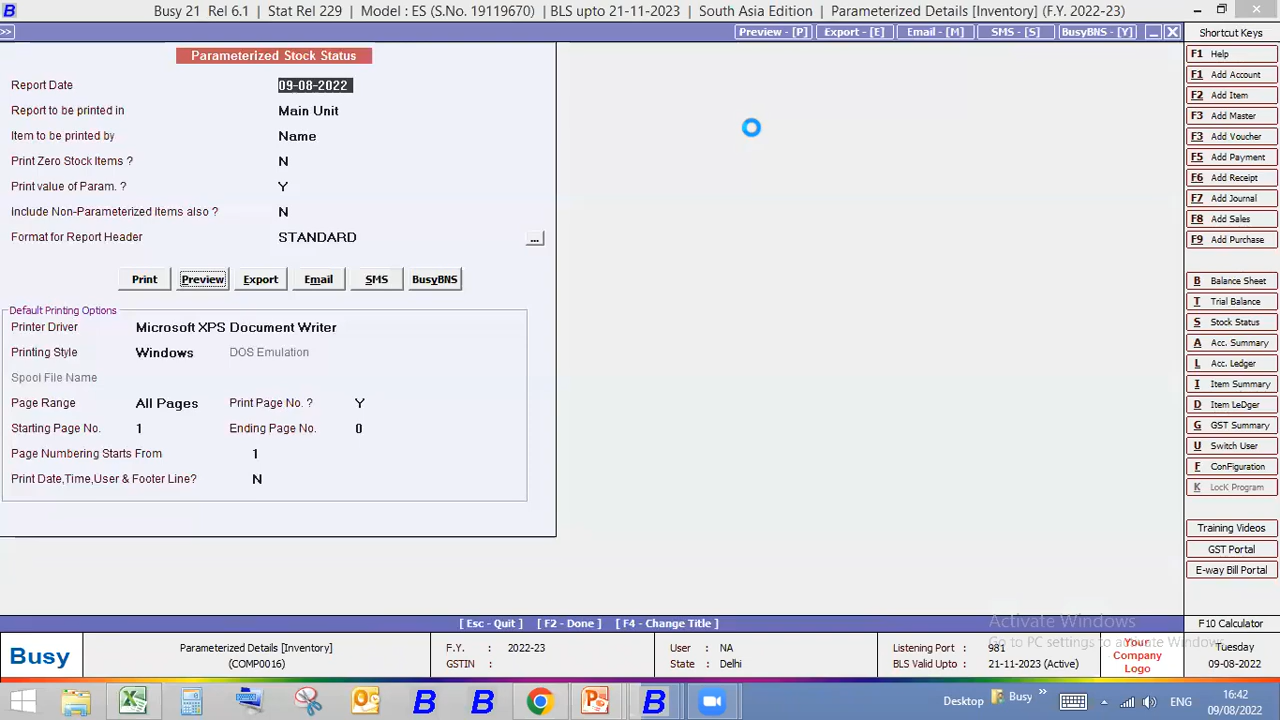 Busy 21 Rel 6.1 | Stat Rel 229 | Model : ES (S.No. 19119670) | BLS upto 21-11-2023 | South Asia Edition | Parameterized Details [Inventory] (F.Y. 2022-23)
>> Preview - [P] Export - [E] Email - [M] SMS - [S] BusyBNS - [Y]
Parameterized Stock Status
Report Date 09-08-2022
Report to be printed in Main Unit
Item to be printed by Name
Print Zero Stock Items ? N
Print value of Param. ? Y
Include Non-Parameterized Items also ? N
Format for Report Header STANDARD ...
Print Preview Export Email SMS BusyBNS
Default Printing Options
Printer Driver Microsoft XPS Document Writer
Printing Style Windows DOS Emulation
Spool File Name
Page Range All Pages Print Page No. ? Y
Starting Page No. 1 Ending Page No. 0
Page Numbering Starts From 1
Print Date,Time,User & Footer Line? N
Shortcut Keys
F1 Help
F1 Add Account
F2 Add Item
F3 Add Master
F3 Add Voucher
F5 Add Payment
F6 Add Receipt
F7 Add Journal
F8 Add Sales
F9 Add Purchase
B Balance Sheet
T Trial Balance
S Stock Status
A Acc. Summary
L Acc. Ledger
I Item Summary
D Item LeDger
G GST Summary
U Switch User
F ConFiguration
K LocK Program
Training Videos
GST Portal
E-way Bill Portal
F10 Calculator
[ Esc - Quit ] [ F2 - Done ] [ F4 - Change Title ]
Activate Windows
Go to PC settings to activate Windows.
Busy
Parameterized Details [Inventory]
(COMP0016)
F.Y. : 2022-23
GSTIN :
User : NA
State : Delhi
Listening Port : 981
BLS Valid Upto : 21-11-2023 (Active)
Your
Company
Logo
Tuesday
09-08-2022
Desktop Busy ENG 16:42
09/08/2022